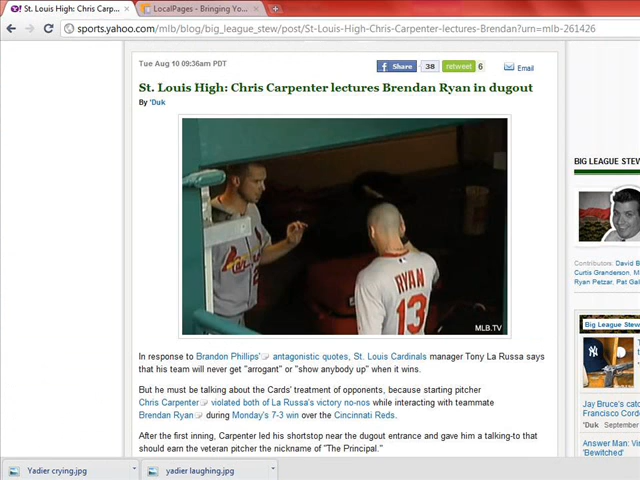 Y! St. Louis High: Chris Carp... ×
LocalPages - Bringing Yo... ×
sports.yahoo.com/mlb/blog/big_league_stew/post/St-Louis-High-Chris-Carpenter-lectures-Brendan?urn=mlb-261426
Tue Aug 10 09:36am PDT
Share 38 retweet 6 Email
St. Louis High: Chris Carpenter lectures Brendan Ryan in dugout
By 'Duk
RYAN
13
MLB.TV
In response to Brandon Phillips' antagonistic quotes, St. Louis Cardinals manager Tony La Russa says
that his team will never get "arrogant" or "show anybody up" when it wins.
But he must be talking about the Cards' treatment of opponents, because starting pitcher
Chris Carpenter violated both of La Russa's victory no-nos while interacting with teammate
Brendan Ryan during Monday's 7-3 win over the Cincinnati Reds.
After the first inning, Carpenter led his shortstop near the dugout entrance and gave him a talking-to that
should earn the veteran pitcher the nickname of "The Principal."
BIG LEAGUE STEW
Contributors: David B
Curtis Granderson, M
Ryan Petzar, Pat Gal
Big League Stew
Jay Bruce's catc
Francisco Corde
'Duk September
Answer Man: Vir
'Bewitched'
Yadier crying.jpg
yadier laughing.jpg